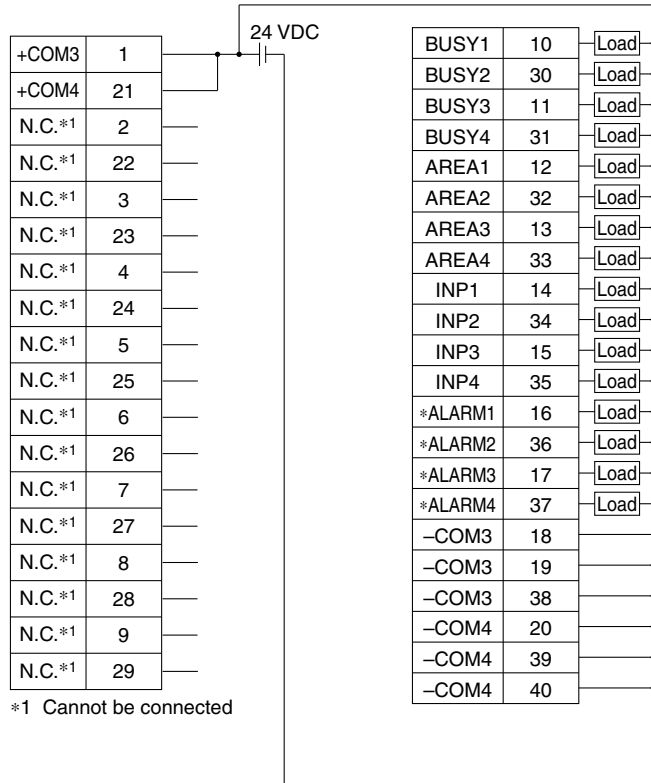 24 VDC
+COM3 1
+COM4 21
N.C.*1 2
N.C.*1 22
N.C.*1 3
N.C.*1 23
N.C.*1 4
N.C.*1 24
N.C.*1 5
N.C.*1 25
N.C.*1 6
N.C.*1 26
N.C.*1 7
N.C.*1 27
N.C.*1 8
N.C.*1 28
N.C.*1 9
N.C.*1 29
*1 Cannot be connected
BUSY1 10 Load
BUSY2 30 Load
BUSY3 11 Load
BUSY4 31 Load
AREA1 12 Load
AREA2 32 Load
AREA3 13 Load
AREA4 33 Load
INP1 14 Load
INP2 34 Load
INP3 15 Load
INP4 35 Load
*ALARM1 16 Load
*ALARM2 36 Load
*ALARM3 17 Load
*ALARM4 37 Load
–COM3 18
–COM3 19
–COM3 38
–COM4 20
–COM4 39
–COM4 40